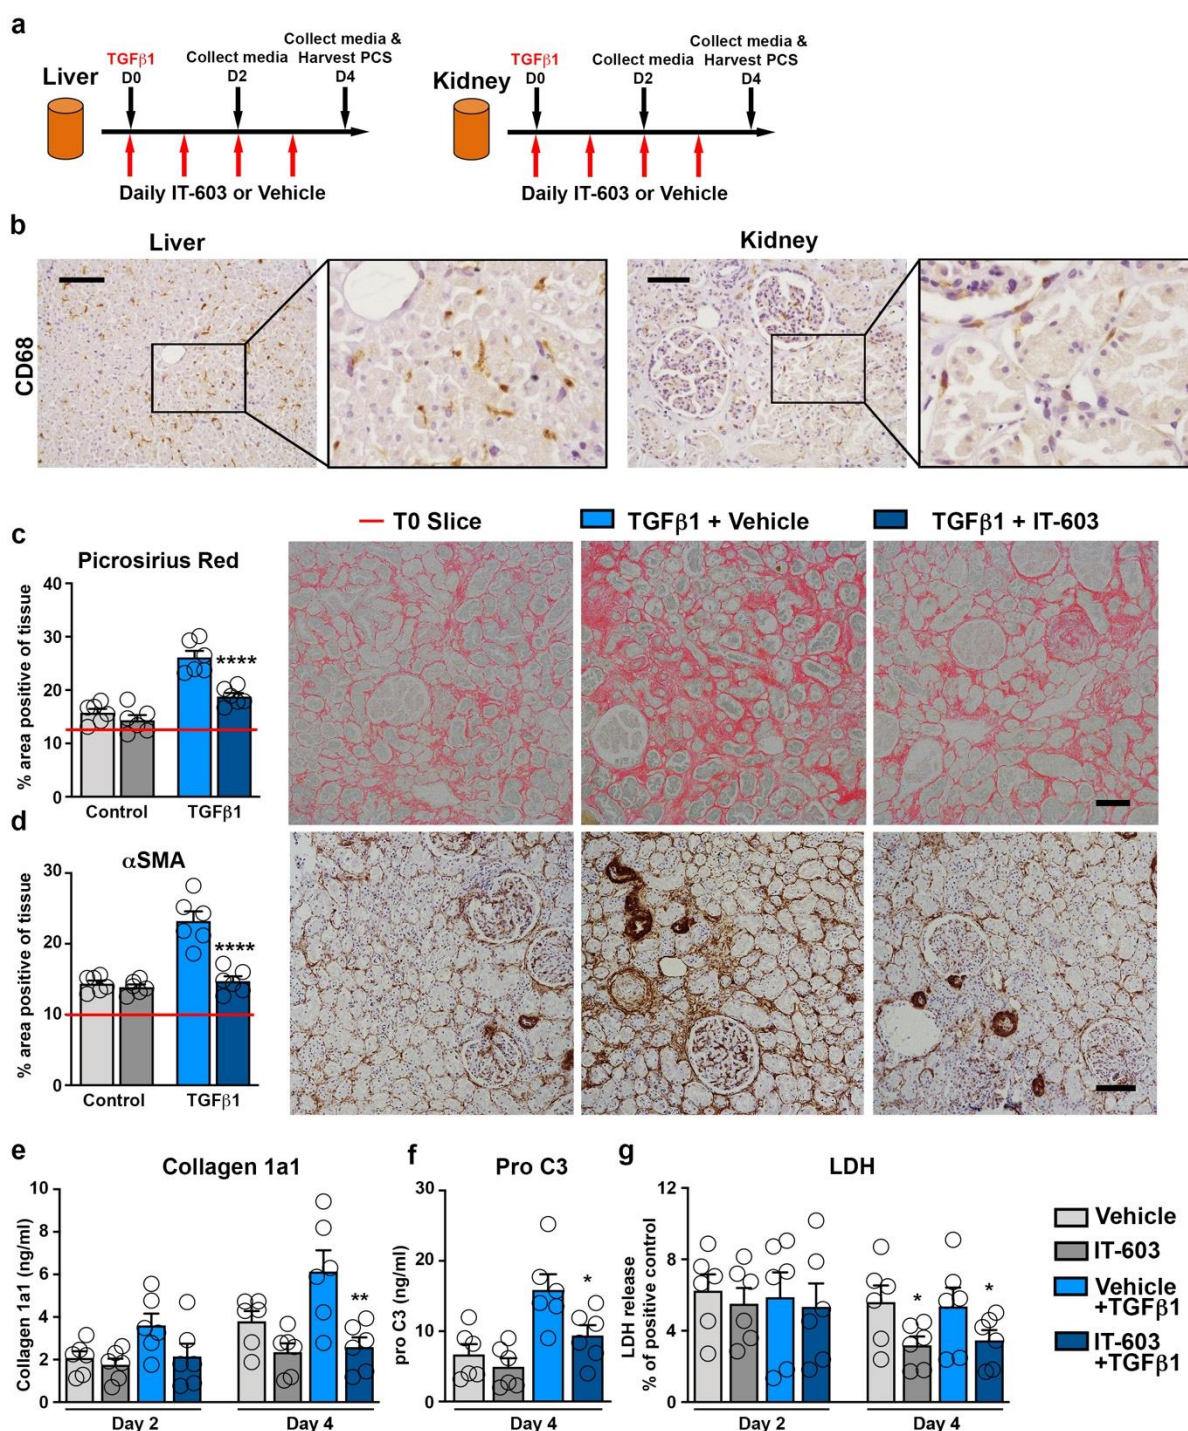 a
Liver
TGFβ1
D0
Collect media
D2
Collect media &
Harvest PCS
D4
Daily IT-603 or Vehicle
Kidney
TGFβ1
D0
Collect media
D2
Collect media &
Harvest PCS
D4
Daily IT-603 or Vehicle
b
Liver
Kidney
CD68
T0 Slice
TGFβ1 + Vehicle
TGFβ1 + IT-603
c
Picrosirius Red
% area positive of tissue
40
30
20
10
0
****
Control
TGFβ1
d
αSMA
% area positive of tissue
30
20
10
0
****
Control
TGFβ1
e
Collagen 1a1
Collagen 1a1 (ng/ml)
10
8
6
4
2
0
**
Day 2
Day 4
f
Pro C3
pro C3 (ng/ml)
30
20
10
0
*
Day 4
g
LDH
LDH release
% of positive control
12
8
4
0
*
*
Day 2
Day 4
Vehicle
IT-603
Vehicle
+TGFβ1
IT-603
+TGFβ1